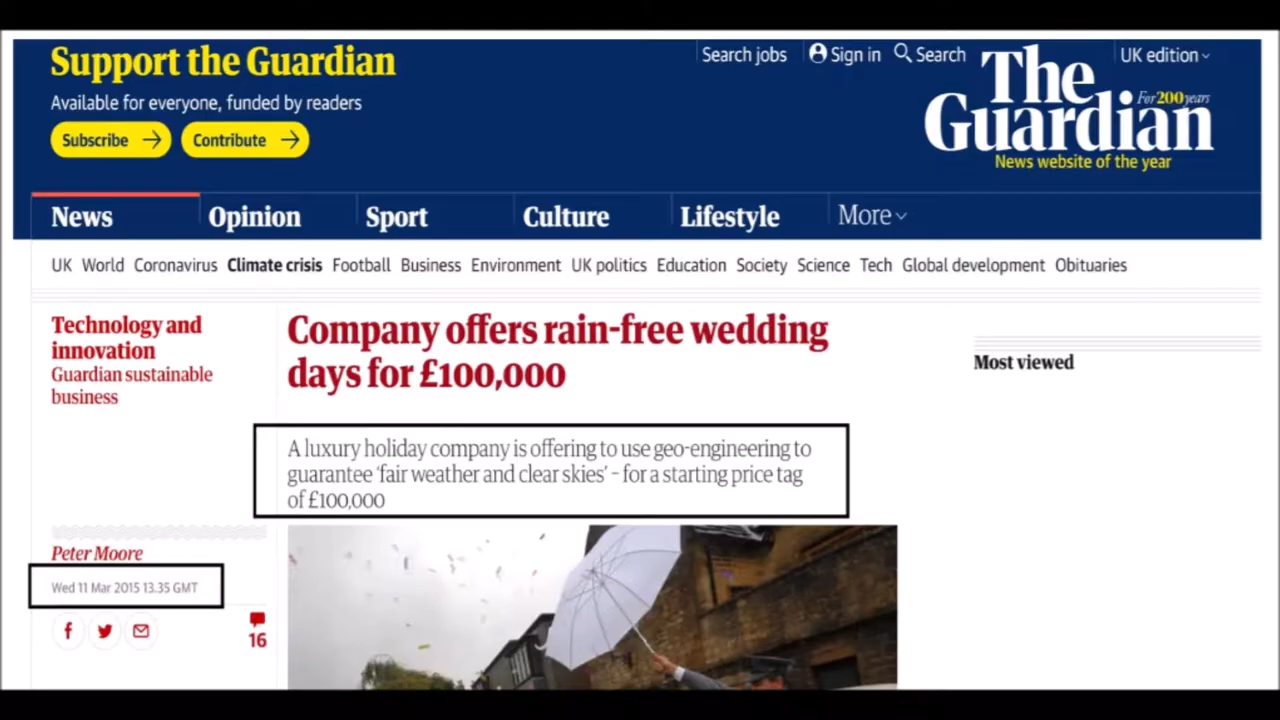 Support the Guardian
Available for everyone, funded by readers
Subscribe
Contribute
Search jobs
Sign in
Search
UK edition
The
Guardian
For 200 years
News website of the year
News
Opinion
Sport
Culture
Lifestyle
More
UK World Coronavirus Climate crisis Football Business Environment UK politics Education Society Science Tech Global development Obituaries
Technology and
innovation
Guardian sustainable
business
Company offers rain-free wedding
days for £100,000
A luxury holiday company is offering to use geo-engineering to
guarantee ‘fair weather and clear skies’ – for a starting price tag
of £100,000
Peter Moore
Wed 11 Mar 2015 13.35 GMT
16
Most viewed